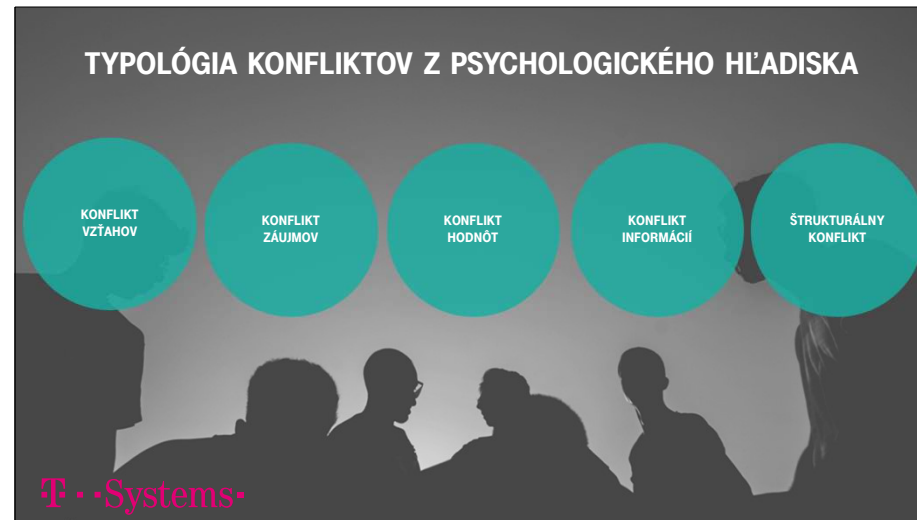 TYPOLÓGIA KONFLIKTOV Z PSYCHOLOGICKÉHO HĽADISKA
KONFLIKT
VZŤAHOV
KONFLIKT
ZÁUJMOV
KONFLIKT
HODNÔT
KONFLIKT
INFORMÁCIÍ
ŠTRUKTURÁLNY
KONFLIKT
T··Systems·